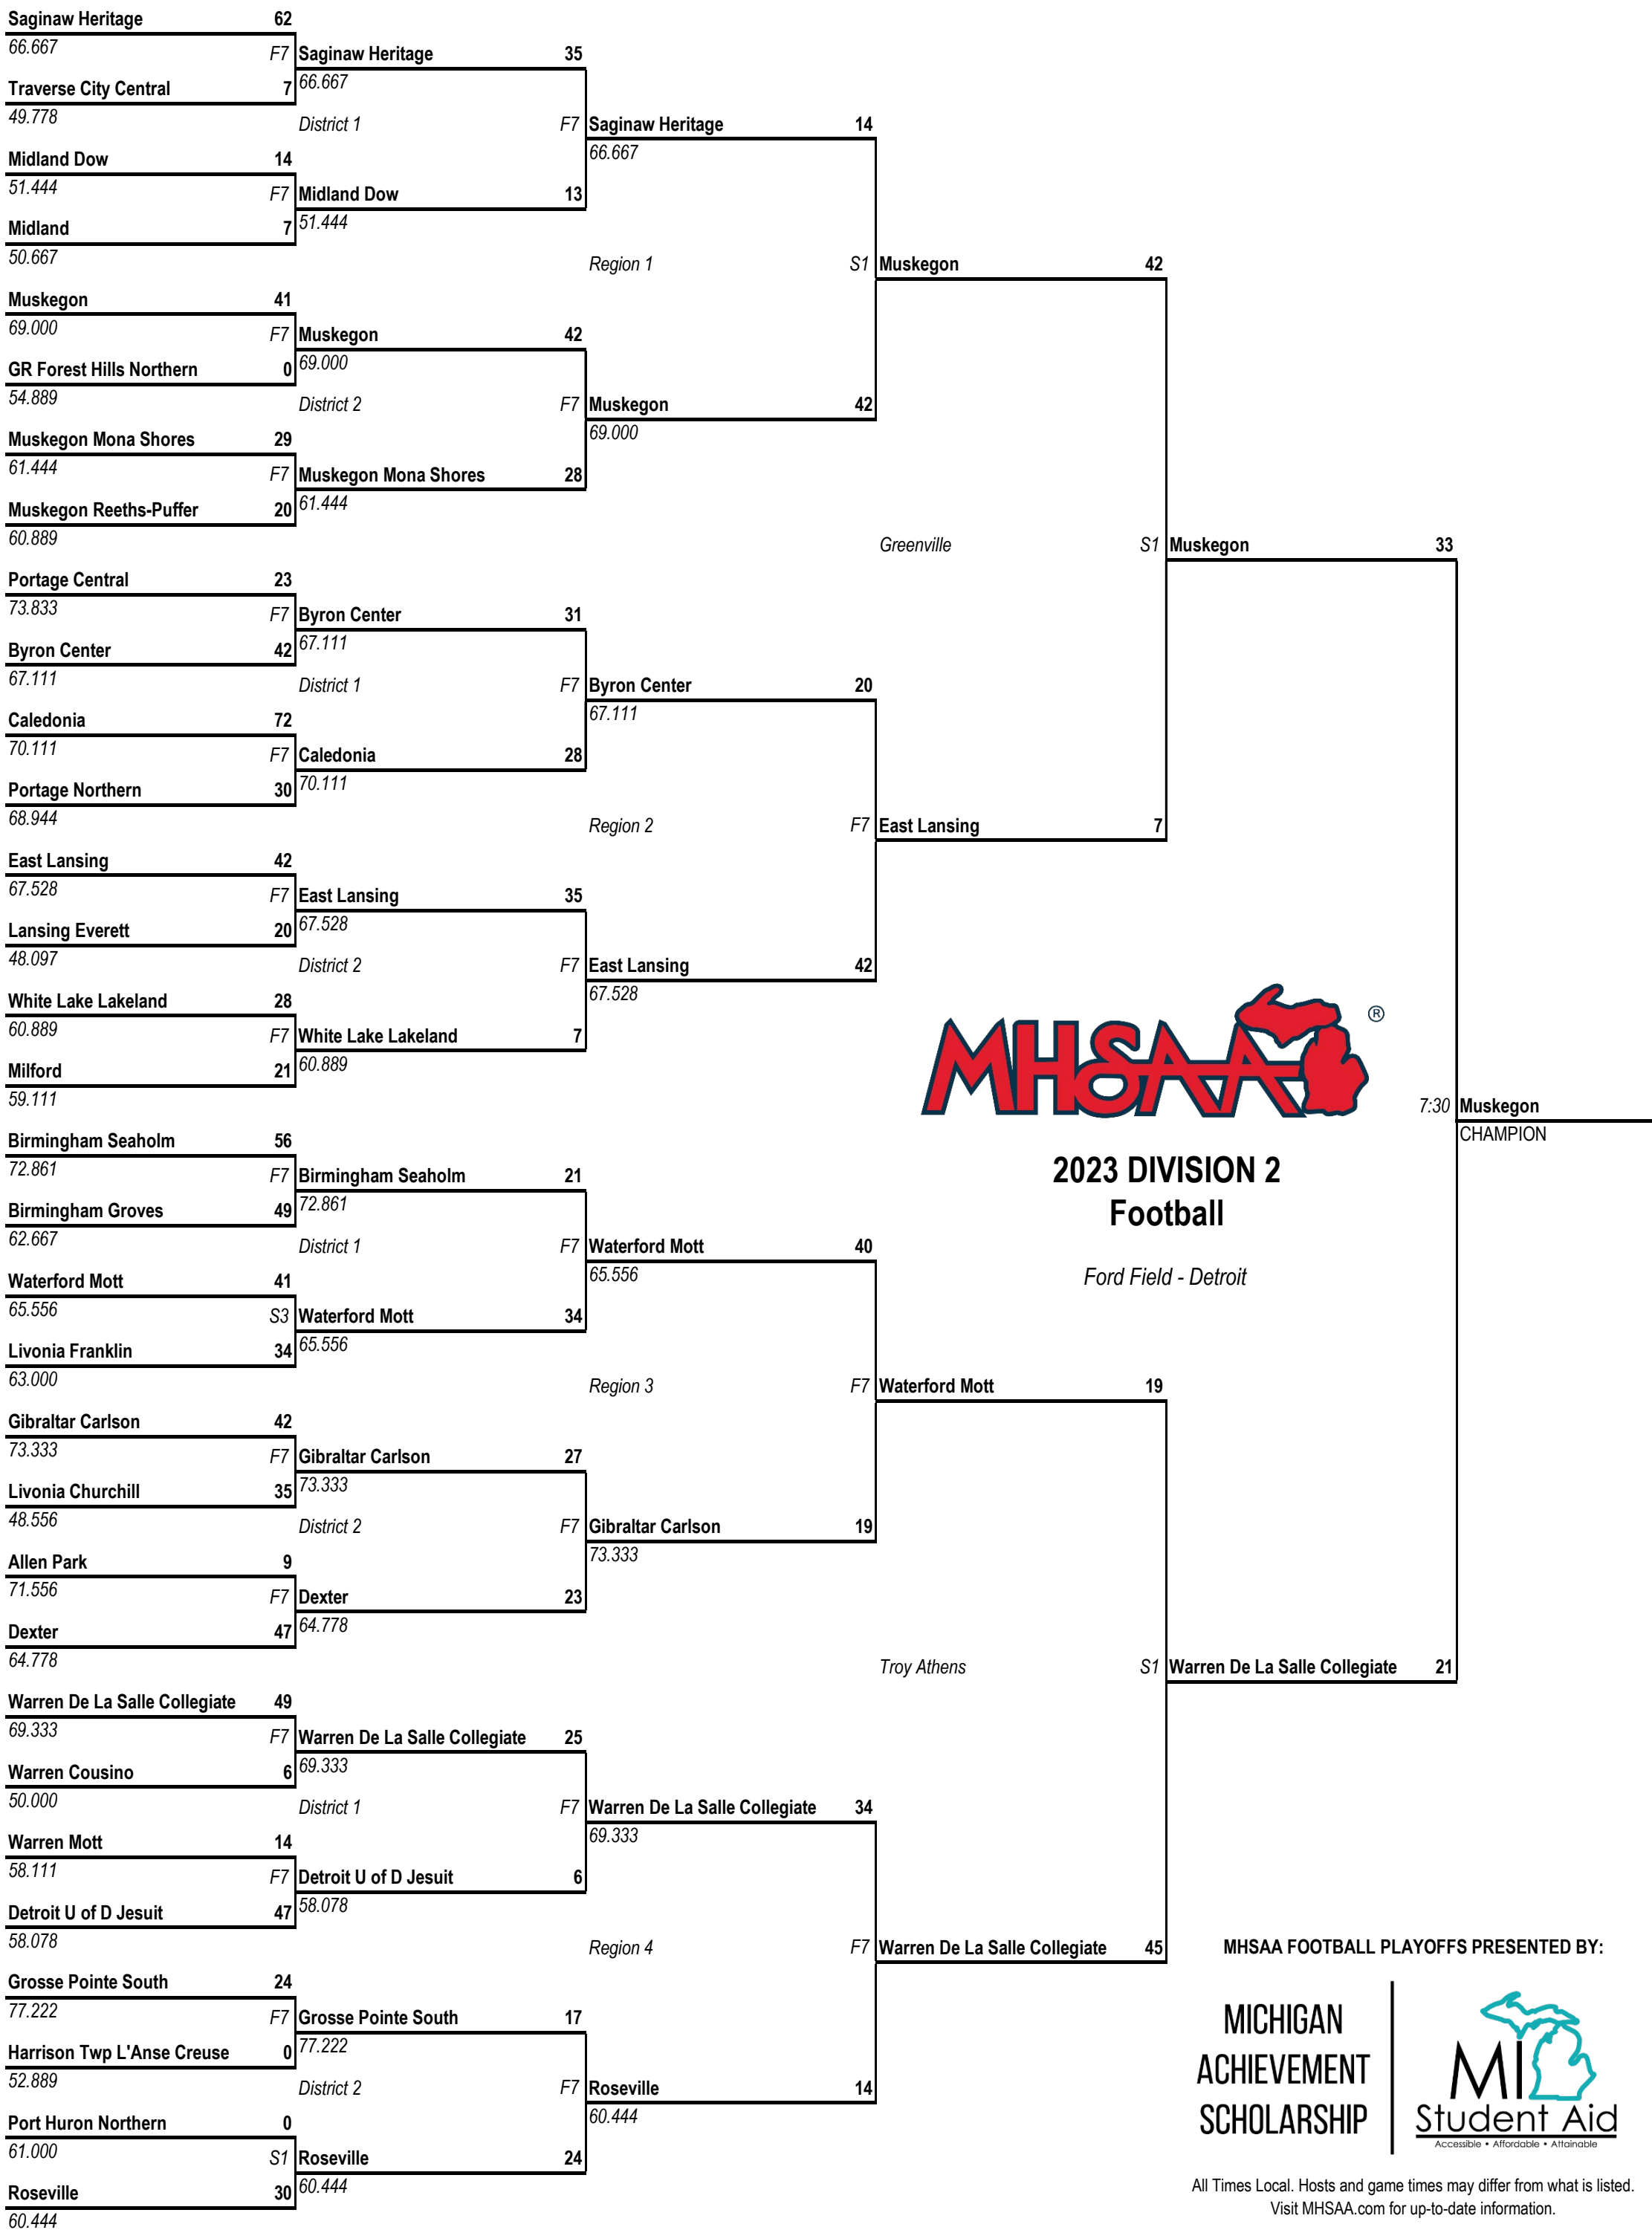 Saginaw Heritage 62
66.667
F7 Saginaw Heritage 35
66.667
Traverse City Central 7
49.778
District 1 F7 Saginaw Heritage 14
66.667
Midland Dow 14
51.444
F7 Midland Dow 13
51.444
Midland 7
50.667
Region 1 S1 Muskegon 42
Muskegon 41
69.000
F7 Muskegon 42
69.000
GR Forest Hills Northern 0
54.889
District 2 F7 Muskegon 42
69.000
Muskegon Mona Shores 29
61.444
F7 Muskegon Mona Shores 28
61.444
Muskegon Reeths-Puffer 20
60.889
Greenville S1 Muskegon 33
Portage Central 23
73.833
F7 Byron Center 31
67.111
Byron Center 42
67.111
District 1 F7 Byron Center 20
67.111
Caledonia 72
70.111
F7 Caledonia 28
70.111
Portage Northern 30
68.944
Region 2 F7 East Lansing 7
East Lansing 42
67.528
F7 East Lansing 35
67.528
Lansing Everett 20
48.097
District 2 F7 East Lansing 42
67.528
White Lake Lakeland 28
60.889
F7 White Lake Lakeland 7
60.889
Milford 21
59.111
MHSAA ®
7:30 Muskegon
CHAMPION
2023 DIVISION 2
Football
Ford Field - Detroit
Birmingham Seaholm 56
72.861
F7 Birmingham Seaholm 21
72.861
Birmingham Groves 49
62.667
District 1 F7 Waterford Mott 40
65.556
Waterford Mott 41
65.556
S3 Waterford Mott 34
65.556
Livonia Franklin 34
63.000
Region 3 F7 Waterford Mott 19
Gibraltar Carlson 42
73.333
F7 Gibraltar Carlson 27
73.333
Livonia Churchill 35
48.556
District 2 F7 Gibraltar Carlson 19
73.333
Allen Park 9
71.556
F7 Dexter 23
64.778
Dexter 47
64.778
Troy Athens S1 Warren De La Salle Collegiate 21
Warren De La Salle Collegiate 49
69.333
F7 Warren De La Salle Collegiate 25
69.333
Warren Cousino 6
50.000
District 1 F7 Warren De La Salle Collegiate 34
69.333
Warren Mott 14
58.111
F7 Detroit U of D Jesuit 6
58.078
Detroit U of D Jesuit 47
58.078
Region 4 F7 Warren De La Salle Collegiate 45
Grosse Pointe South 24
77.222
F7 Grosse Pointe South 17
77.222
Harrison Twp L'Anse Creuse 0
52.889
District 2 F7 Roseville 14
60.444
Port Huron Northern 0
61.000
S1 Roseville 24
60.444
Roseville 30
60.444
MHSAA FOOTBALL PLAYOFFS PRESENTED BY:
MICHIGAN
ACHIEVEMENT
SCHOLARSHIP
MI
Student Aid
Accessible • Affordable • Attainable
All Times Local. Hosts and game times may differ from what is listed.
Visit MHSAA.com for up-to-date information.